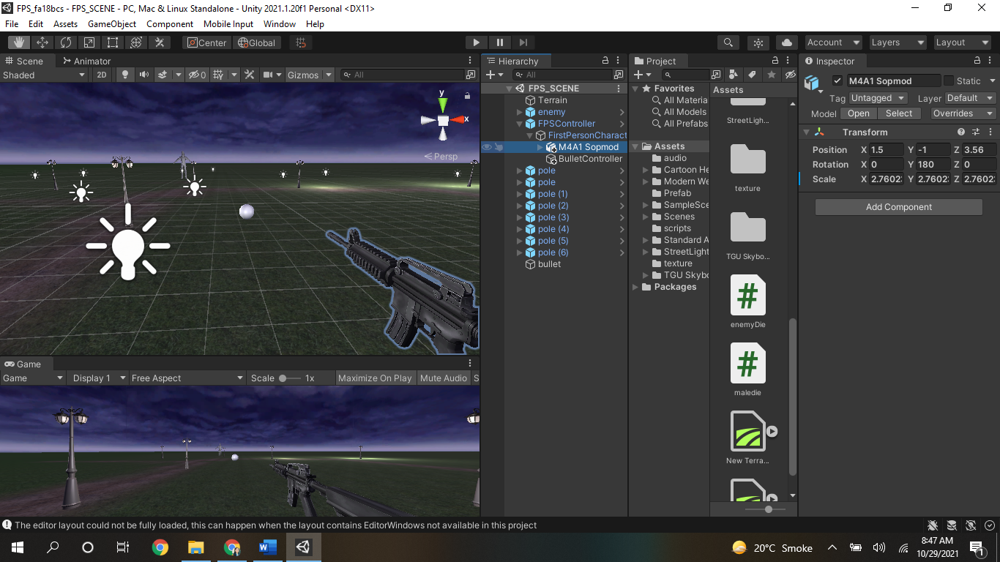 FPS_fa18bcs - FPS_SCENE - PC, Mac & Linux Standalone - Unity 2021.1.20f1 Personal <DX11>
File Edit Assets GameObject Component Mobile Input Window Help
Center Global Account Layers Layout
Scene Animator
Shaded 2D 0 Gizmos All
y
x
Persp
Game
Game Display 1 Free Aspect Scale 1x Maximize On Play Mute Audio S
Hierarchy
All
FPS_SCENE
Terrain
enemy
FPSController
FirstPersonCharact
M4A1 Sopmod
BulletController
pole
pole
pole (1)
pole (2)
pole (3)
pole (4)
pole (5)
pole (6)
bullet
Project
Favorites
All Materia
All Models
All Prefabs
Assets
audio
Cartoon He
Modern We
Prefab
SampleSce
Scenes
scripts
Standard A
StreetLight
texture
TGU Skybo
Packages
Assets
StreetLigh...
texture
TGU Skybo...
#
enemyDie
#
maledie
New Terra...
Inspector
M4A1 Sopmod Static
Tag Untagged Layer Default
Model Open Select Overrides
Transform
Position X 1.5 Y -1 Z 3.56
Rotation X 0 Y 180 Z 0
Scale X 2.7602 Y 2.7602 Z 2.7602
Add Component
The editor layout could not be fully loaded, this can happen when the layout contains EditorWindows not available in this project
20°C Smoke
8:47 AM
10/29/2021
1